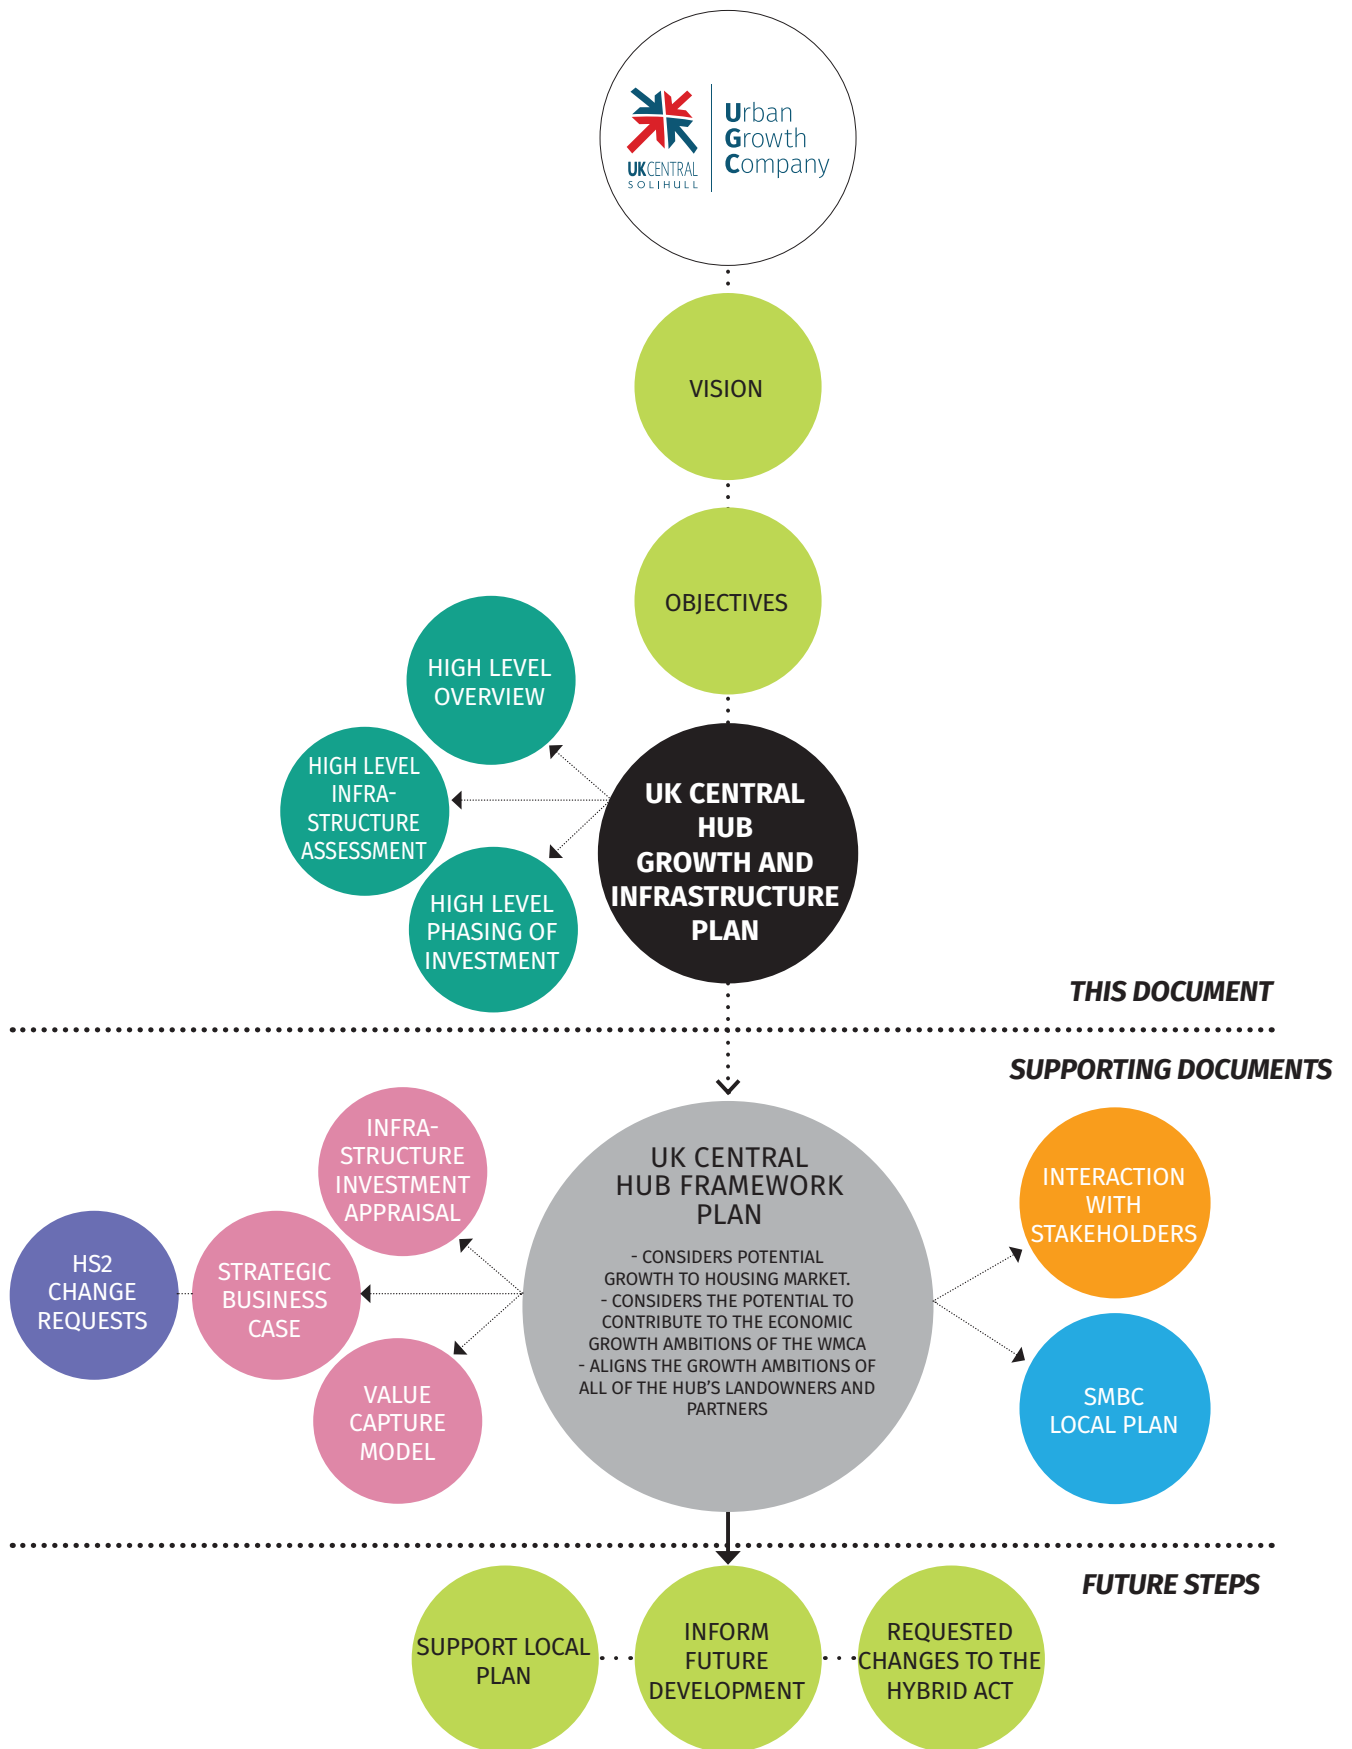 Urban
Growth
Company
UKCENTRAL
SOLIHULL
VISION
OBJECTIVES
HIGH LEVEL
OVERVIEW
HIGH LEVEL
INFRA-
STRUCTURE
ASSESSMENT
HIGH LEVEL
PHASING OF
INVESTMENT
UK CENTRAL
HUB
GROWTH AND
INFRASTRUCTURE
PLAN
THIS DOCUMENT
SUPPORTING DOCUMENTS
INFRA-
STRUCTURE
INVESTMENT
APPRAISAL
HS2
CHANGE
REQUESTS
STRATEGIC
BUSINESS
CASE
VALUE
CAPTURE
MODEL
UK CENTRAL
HUB FRAMEWORK
PLAN
- CONSIDERS POTENTIAL
GROWTH TO HOUSING MARKET.
- CONSIDERS THE POTENTIAL TO
CONTRIBUTE TO THE ECONOMIC
GROWTH AMBITIONS OF THE WMCA
- ALIGNS THE GROWTH AMBITIONS OF
ALL OF THE HUB'S LANDOWNERS AND
PARTNERS
INTERACTION
WITH
STAKEHOLDERS
SMBC
LOCAL PLAN
FUTURE STEPS
SUPPORT LOCAL
PLAN
INFORM
FUTURE
DEVELOPMENT
REQUESTED
CHANGES TO THE
HYBRID ACT